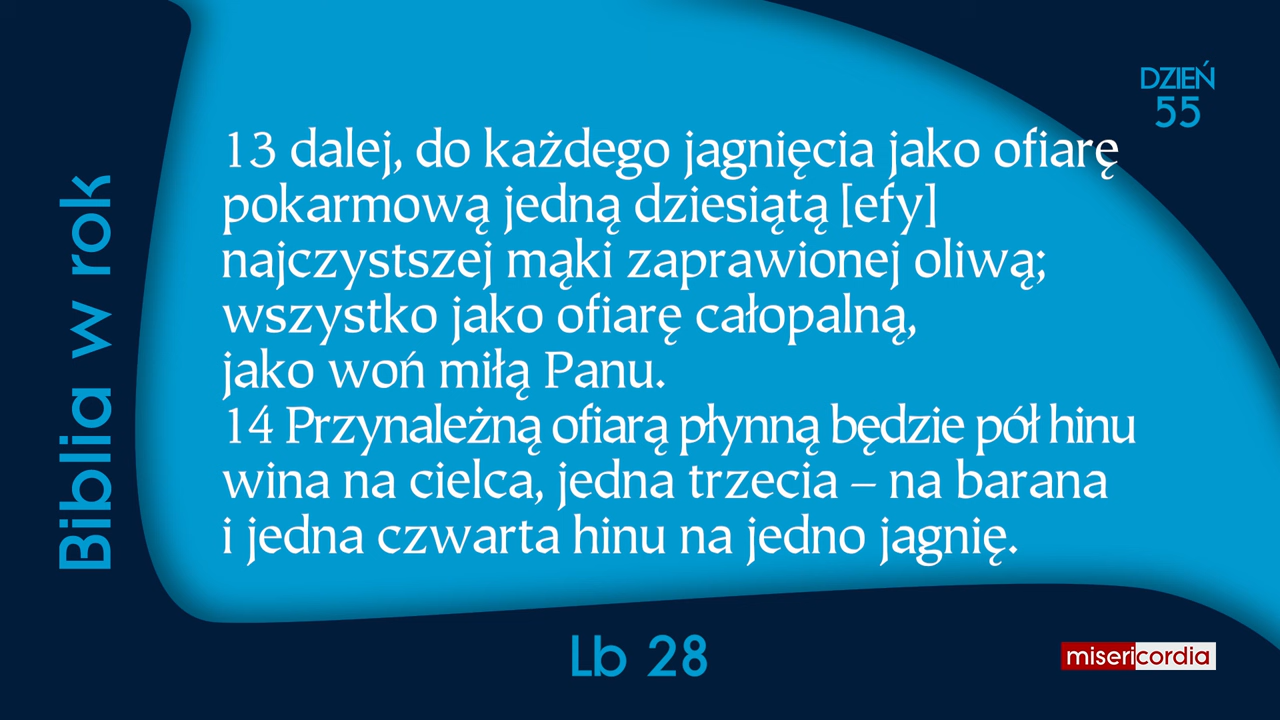 DZIEŃ
55
13 dalej, do każdego jagnięcia jako ofiarę
pokarmową jedną dziesiątą [efy]
najczystszej mąki zaprawionej oliwą;
wszystko jako ofiarę całopalną,
jako woń miłą Panu.
14 Przynależną ofiarą płynną będzie pół hinu
wina na cielca, jedna trzecia – na barana
i jedna czwarta hinu na jedno jagnię.
Biblia w rok
Lb 28
misericordia